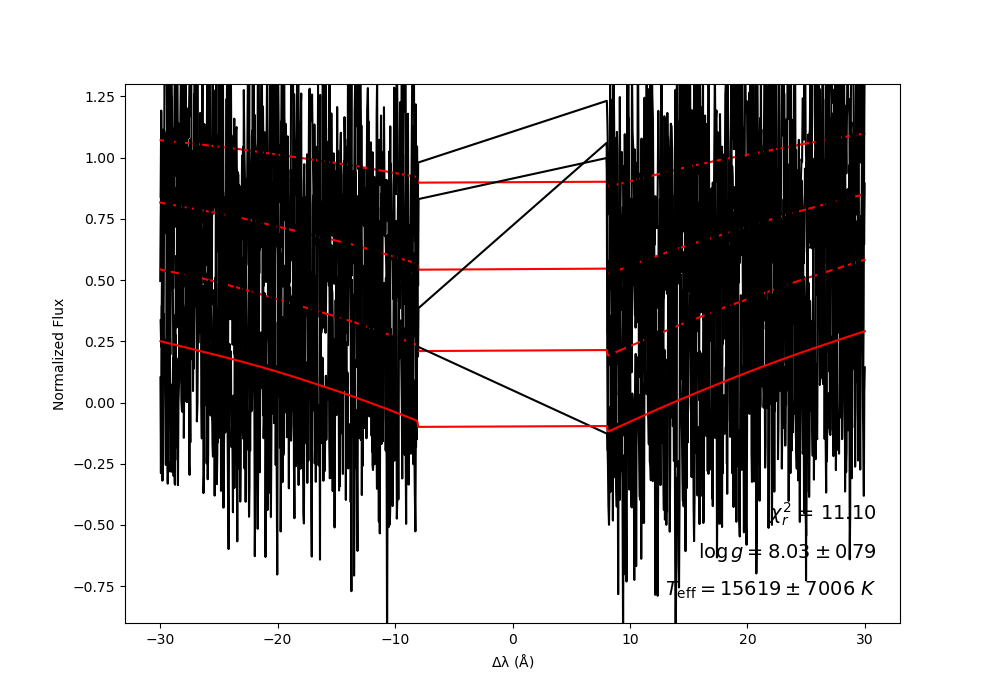 1.25
1.00
0.75
0.50
0.25
0.00
−0.25
−0.50
−0.75
Normalized Flux
χ²ᵣ = 11.10
log g = 8.03 ± 0.79
T_eff = 15619 ± 7006 K
−30 −20 −10 0 10 20 30
Δλ (Å)